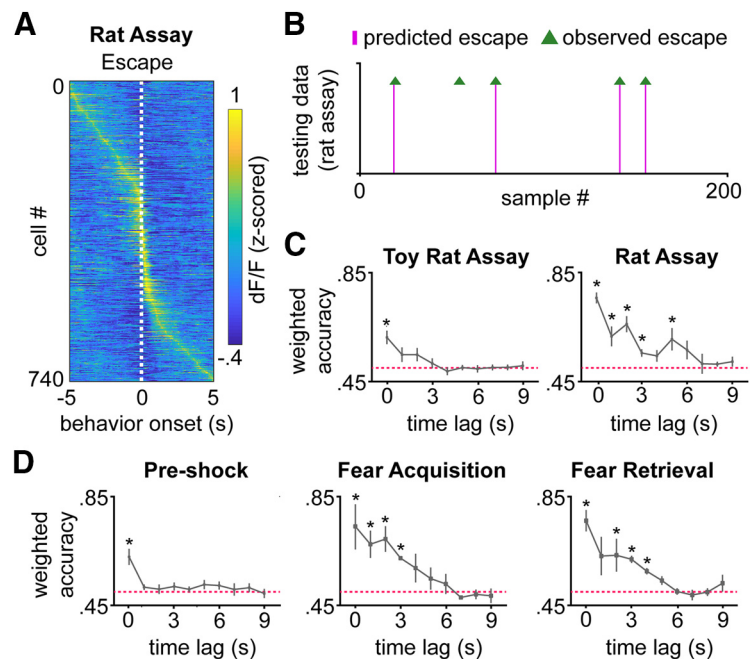 A
Rat Assay
Escape
0
cell #
740
-5
0
5
behavior onset (s)
1
dF/F (z-scored)
-.4
B
predicted escape
observed escape
testing data
(rat assay)
0
sample #
200
C
Toy Rat Assay
.85
weighted
accuracy
.45
0
3
6
9
time lag (s)
* 
Rat Assay
.85
.45
0
3
6
9
time lag (s)
* * * * *
D
Pre-shock
.85
weighted
accuracy
.45
0
3
6
9
time lag (s)
*
Fear Acquisition
.85
.45
0
3
6
9
time lag (s)
* * * *
Fear Retrieval
.85
.45
0
3
6
9
time lag (s)
* * * *